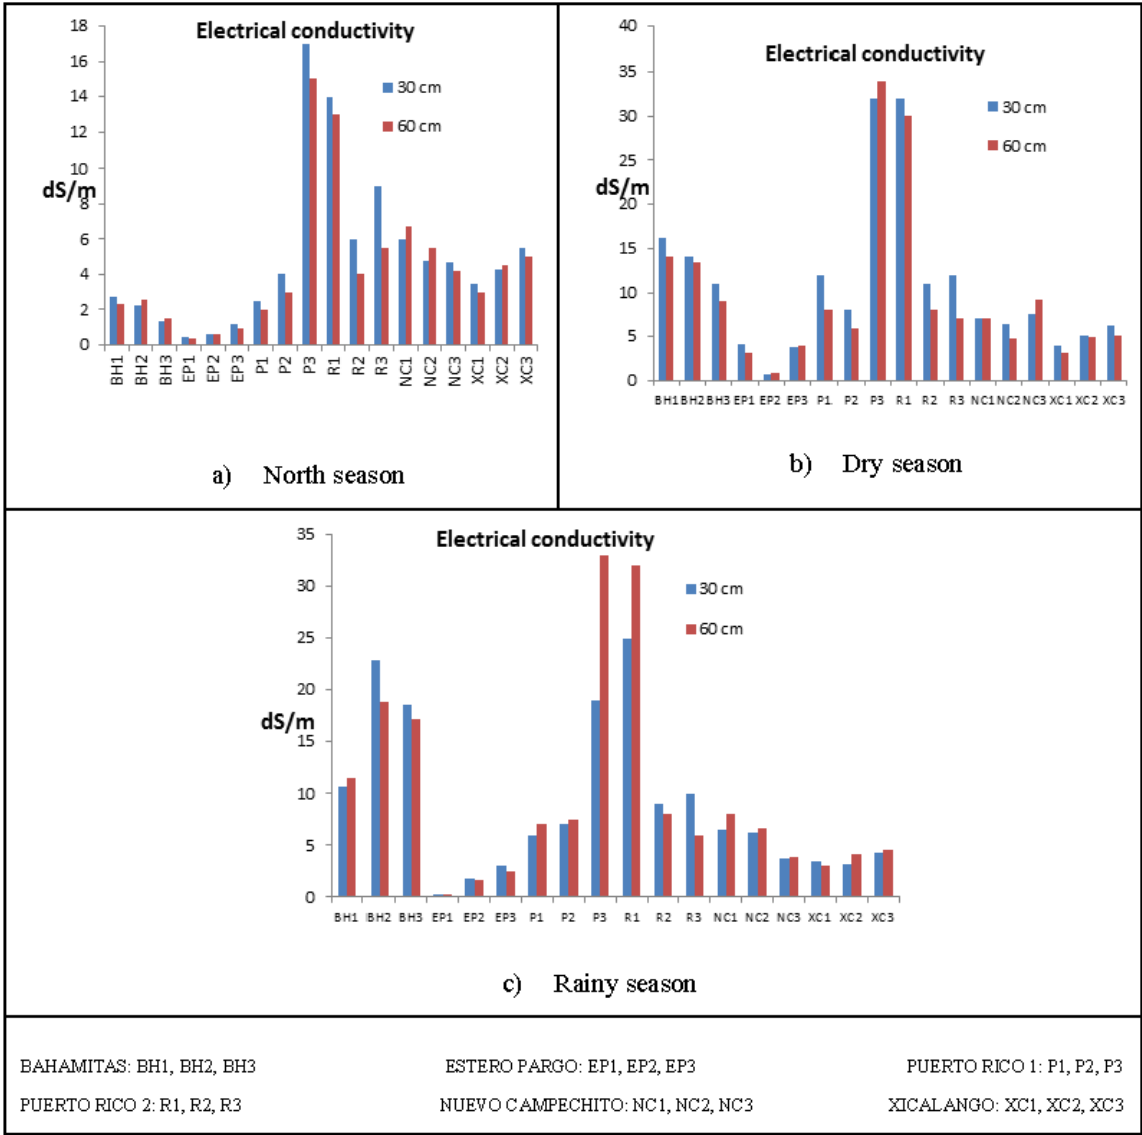 Electrical conductivity
30 cm
60 cm
dS/m
18
16
14
12
10
8
6
4
2
0
BH1 BH2 BH3 EP1 EP2 EP3 P1 P2 P3 R1 R2 R3 NC1 NC2 NC3 XC1 XC2 XC3
a) North season
Electrical conductivity
30 cm
60 cm
dS/m
40
35
30
25
20
15
10
5
0
BH1 BH2 BH3 EP1 EP2 EP3 P1 P2 P3 R1 R2 R3 NC1 NC2 NC3 XC1 XC2 XC3
b) Dry season
Electrical conductivity
30 cm
60 cm
dS/m
35
30
25
20
15
10
5
0
BH1 BH2 BH3 EP1 EP2 EP3 P1 P2 P3 R1 R2 R3 NC1 NC2 NC3 XC1 XC2 XC3
c) Rainy season
BAHAMITAS: BH1, BH2, BH3 ESTERO PARGO: EP1, EP2, EP3 PUERTO RICO 1: P1, P2, P3
PUERTO RICO 2: R1, R2, R3 NUEVO CAMPECHITO: NC1, NC2, NC3 XICALANGO: XC1, XC2, XC3